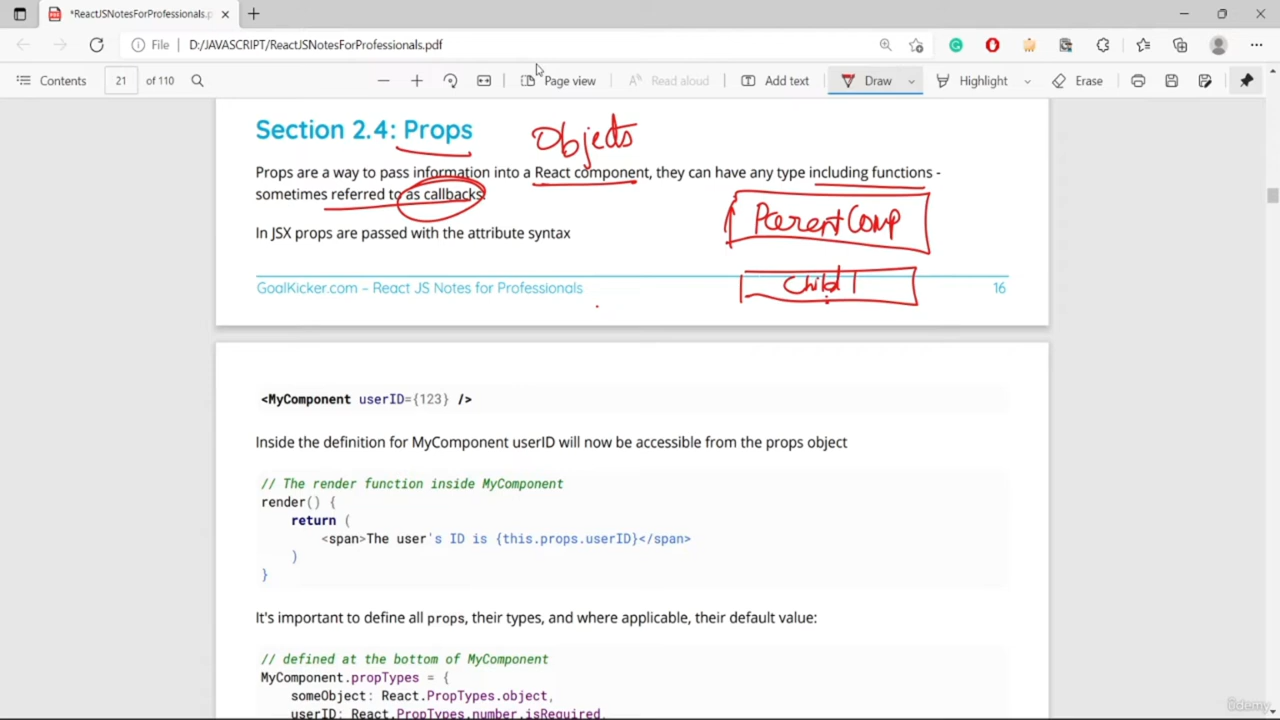 *ReactJSNotesForProfessionals.p
File D:/JAVASCRIPT/ReactJSNotesForProfessionals.pdf
Contents 21 of 110 Page view Read aloud Add text Draw Highlight Erase
Section 2.4: Props Objects
Props are a way to pass information into a React component, they can have any type including functions -
sometimes referred to as callbacks.
Parent Comp
In JSX props are passed with the attribute syntax
Child 1
GoalKicker.com – React JS Notes for Professionals 16
<MyComponent userID={123} />
Inside the definition for MyComponent userID will now be accessible from the props object
// The render function inside MyComponent
render() {
return (
<span>The user's ID is {this.props.userID}</span>
)
}
It's important to define all props, their types, and where applicable, their default value:
// defined at the bottom of MyComponent
MyComponent.propTypes = {
someObject: React.PropTypes.object,
userID: React.PropTypes.number.isRequired,
Udemy